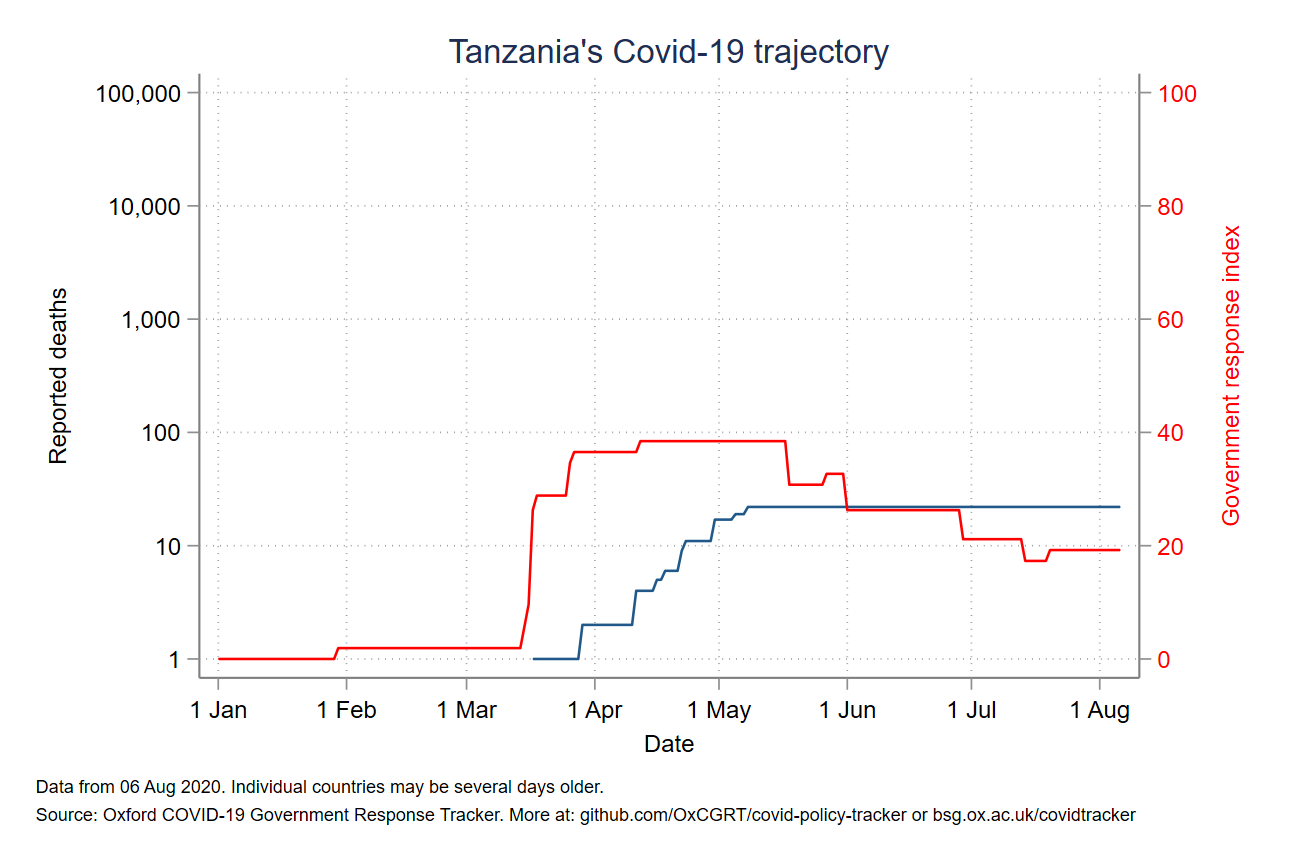 Tanzania's Covid-19 trajectory
100,000
10,000
1,000
100
10
1
Reported deaths
100
80
60
40
20
0
Government response index
1 Jan 1 Feb 1 Mar 1 Apr 1 May 1 Jun 1 Jul 1 Aug
Date
Data from 06 Aug 2020. Individual countries may be several days older.
Source: Oxford COVID-19 Government Response Tracker. More at: github.com/OxCGRT/covid-policy-tracker or bsg.ox.ac.uk/covidtracker